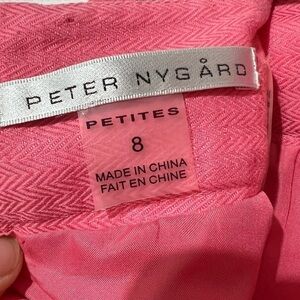 PETER NYGÅRD
PETITES
8
MADE IN CHINA
FAIT EN CHINE